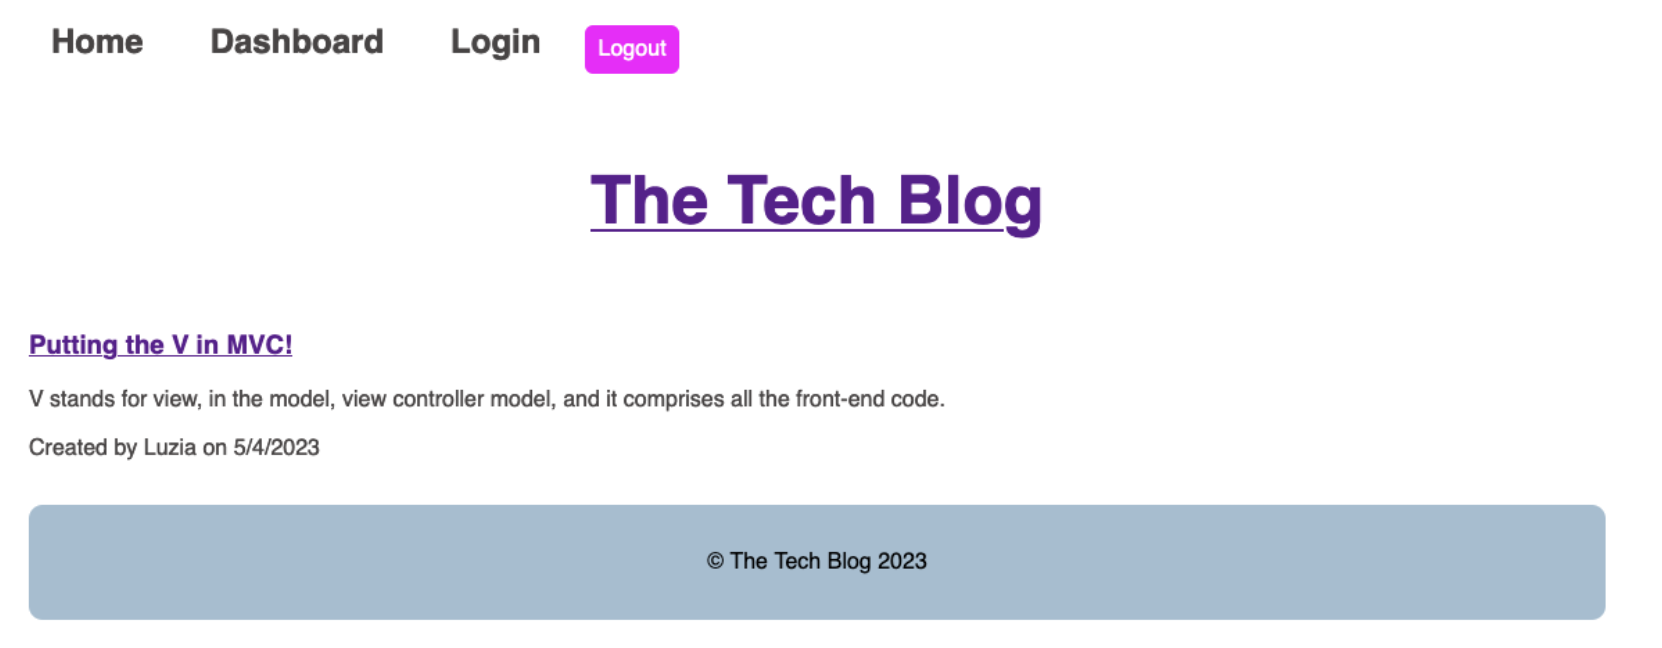 Home Dashboard Login Logout
The Tech Blog
Putting the V in MVC!
V stands for view, in the model, view controller model, and it comprises all the front-end code.
Created by Luzia on 5/4/2023
© The Tech Blog 2023